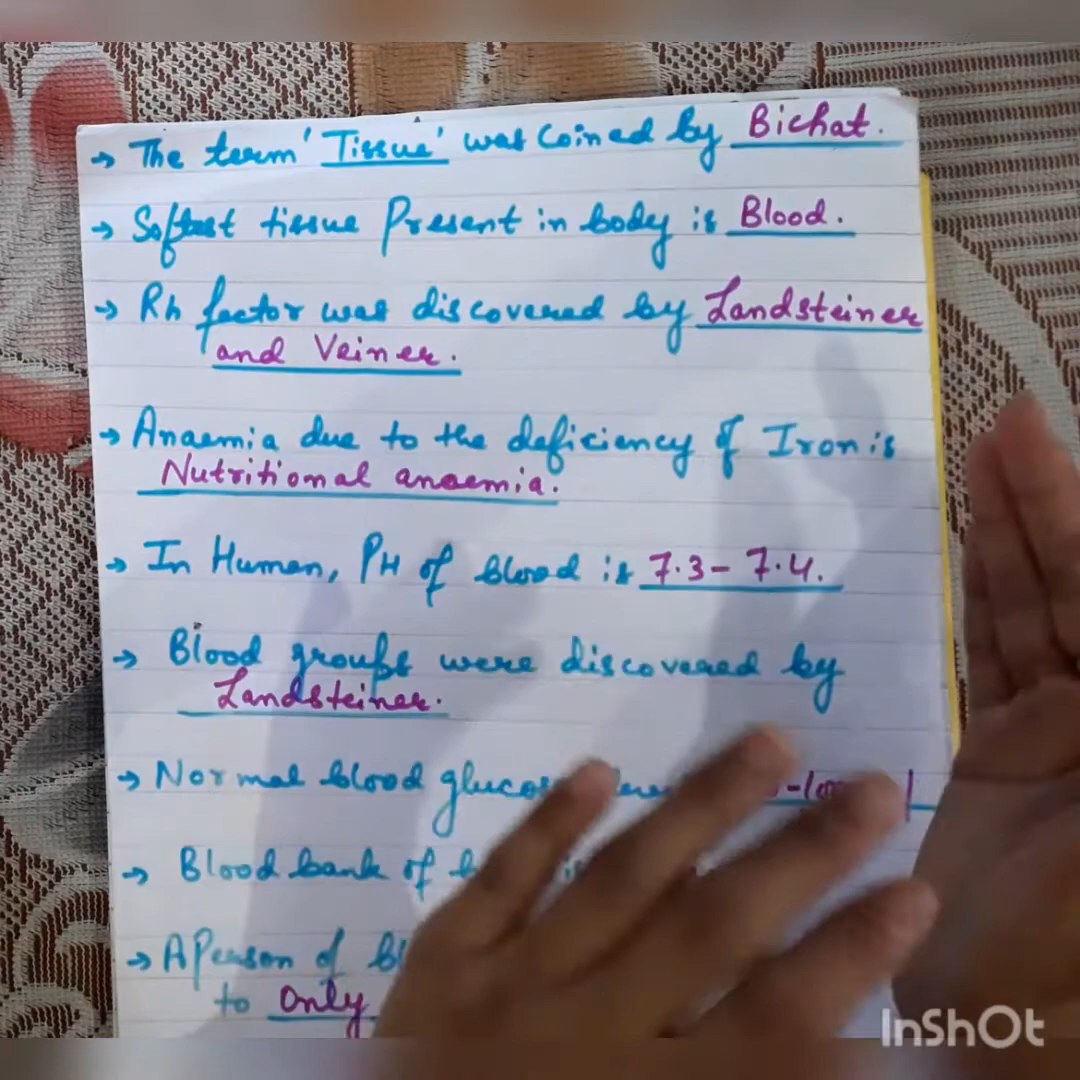 → The term 'Tissue' was coined by Bichat.
→ Softest tissue Present in body is Blood.
→ Rh factor was discovered by Landsteiner
and Veiner.
→ Anaemia due to the deficiency of Iron is
Nutritional anaemia.
→ In Human, PH of blood is 7.3 - 7.4.
→ Blood groups were discovered by
Landsteiner.
→ Normal blood
→ Blood bank of
→ A Person of
to only
InShOt